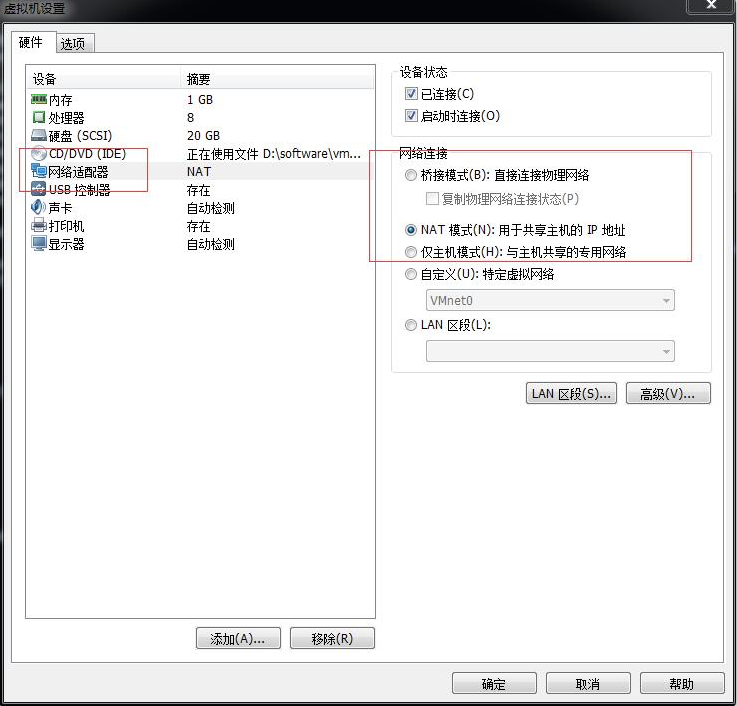 虚拟机设置
硬件 选项
设备 摘要
内存 1 GB
处理器 8
硬盘 (SCSI) 20 GB
CD/DVD (IDE) 正在使用文件 D:\software\vm...
网络适配器 NAT
USB 控制器 存在
声卡 自动检测
打印机 存在
显示器 自动检测
添加(A)... 移除(R)
设备状态
已连接(C)
启动时连接(O)
网络连接
桥接模式(B): 直接连接物理网络
复制物理网络连接状态(P)
NAT 模式(N): 用于共享主机的 IP 地址
仅主机模式(H): 与主机共享的专用网络
自定义(U): 特定虚拟网络
VMnet0
LAN 区段(L):
LAN 区段(S)... 高级(V)...
确定 取消 帮助